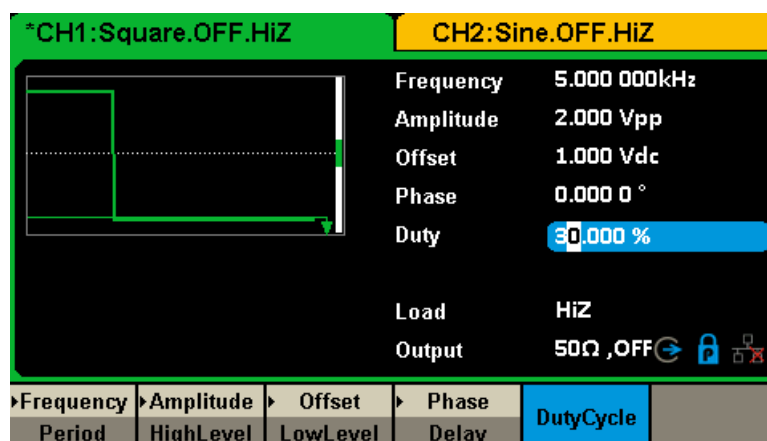 *CH1:Square.OFF.HiZ CH2:Sine.OFF.HiZ
Frequency 5.000 000kHz
Amplitude 2.000 Vpp
Offset 1.000 Vdc
Phase 0.000 0 °
Duty 30.000 %
Load HiZ
Output 50Ω ,OFF P
Frequency Amplitude Offset Phase DutyCycle
Period HighLevel LowLevel Delay